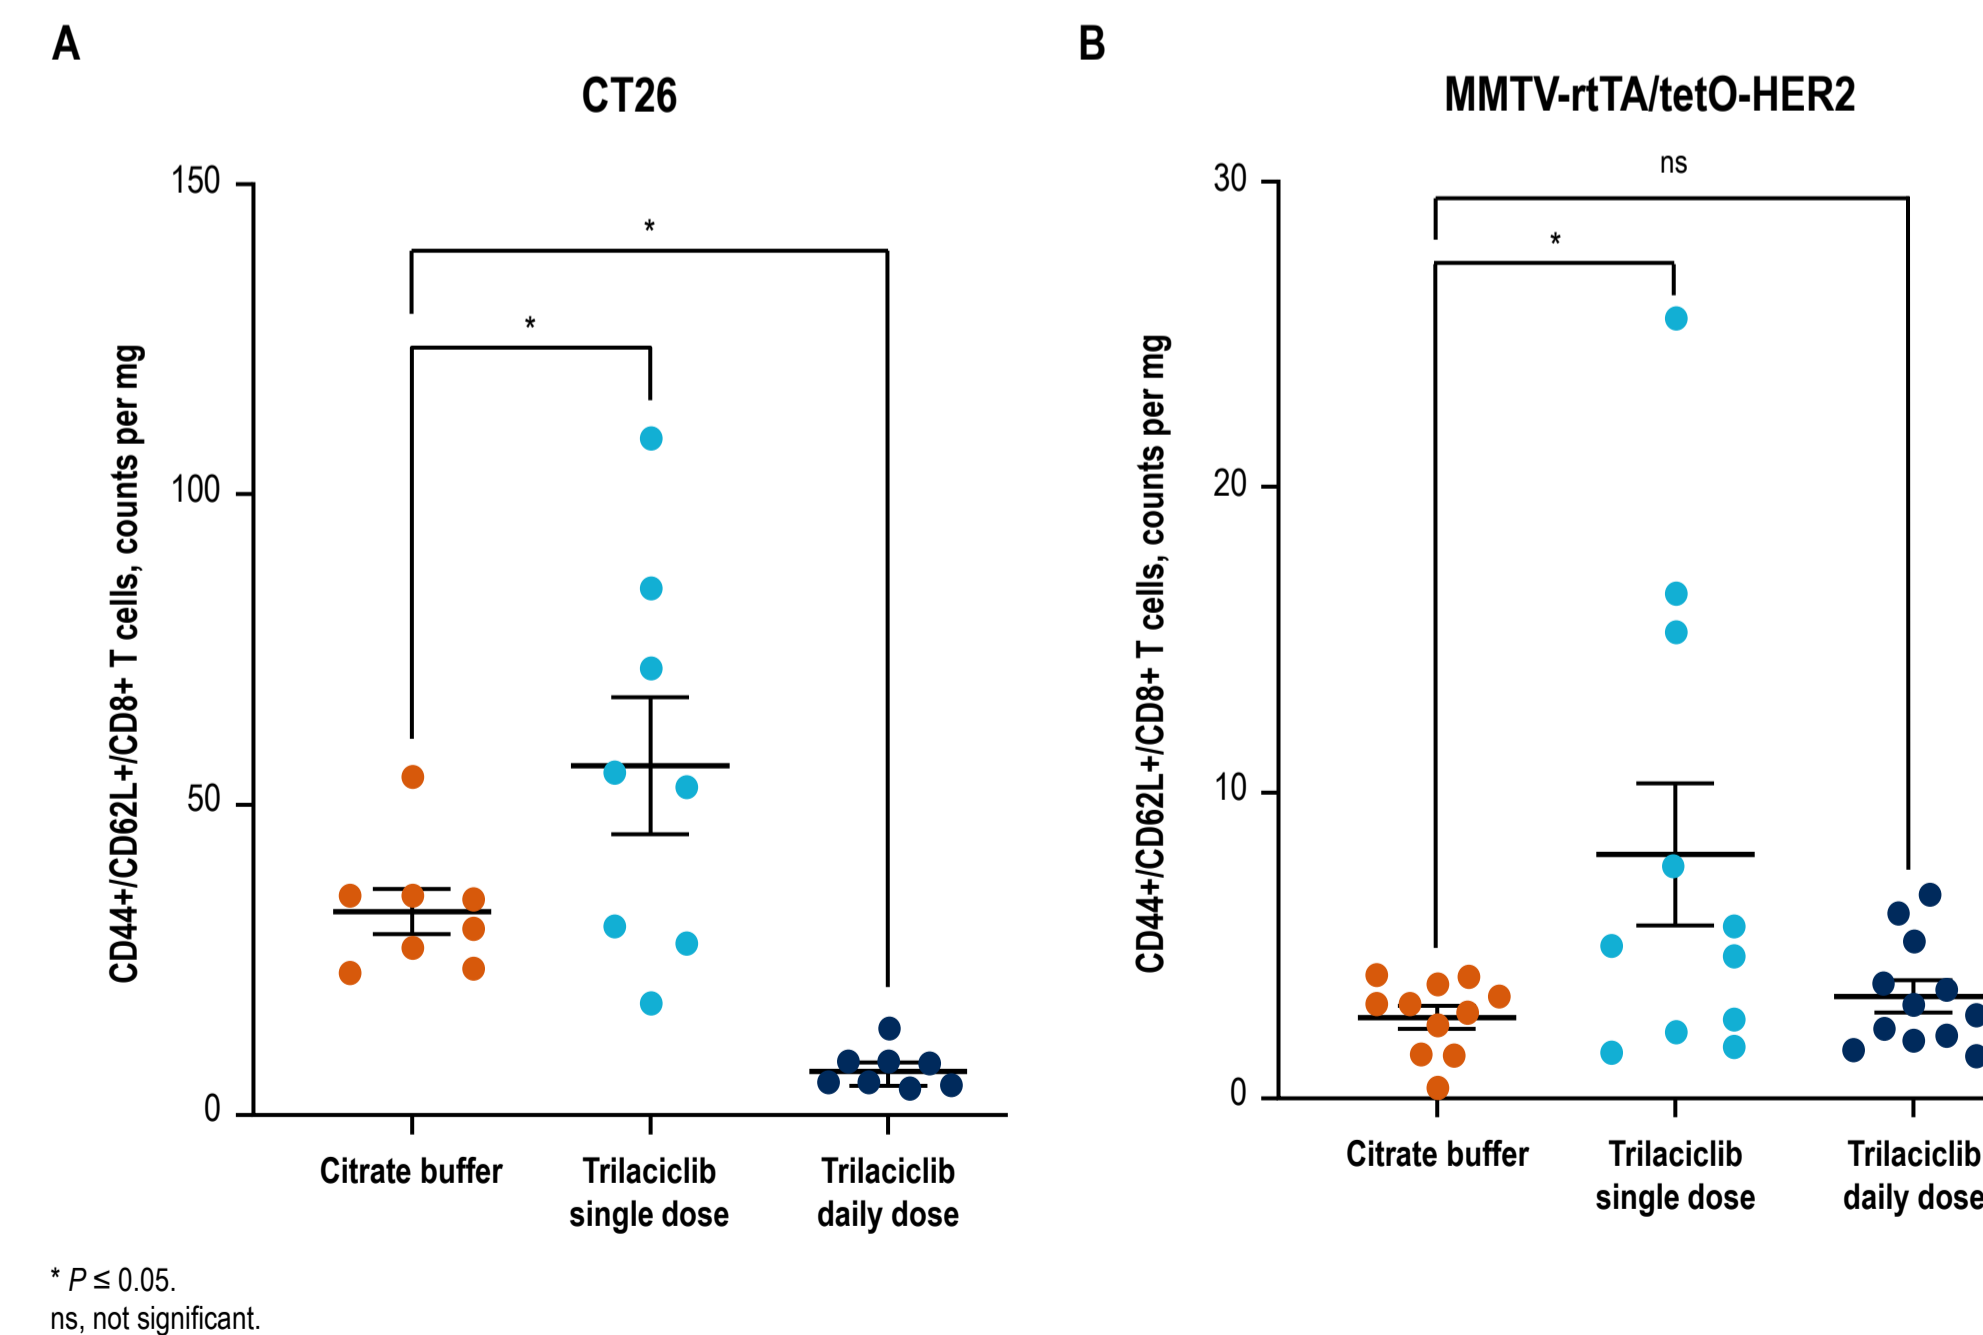 A
CT26
150
100
50
0
CD44+/CD62L+/CD8+ T cells, counts per mg
*
*
Citrate buffer
Trilaciclib
single dose
Trilaciclib
daily dose
B
MMTV-rtTA/tetO-HER2
30
20
10
0
CD44+/CD62L+/CD8+ T cells, counts per mg
ns
*
Citrate buffer
Trilaciclib
single dose
Trilaciclib
daily dose
* P ≤ 0.05.
ns, not significant.